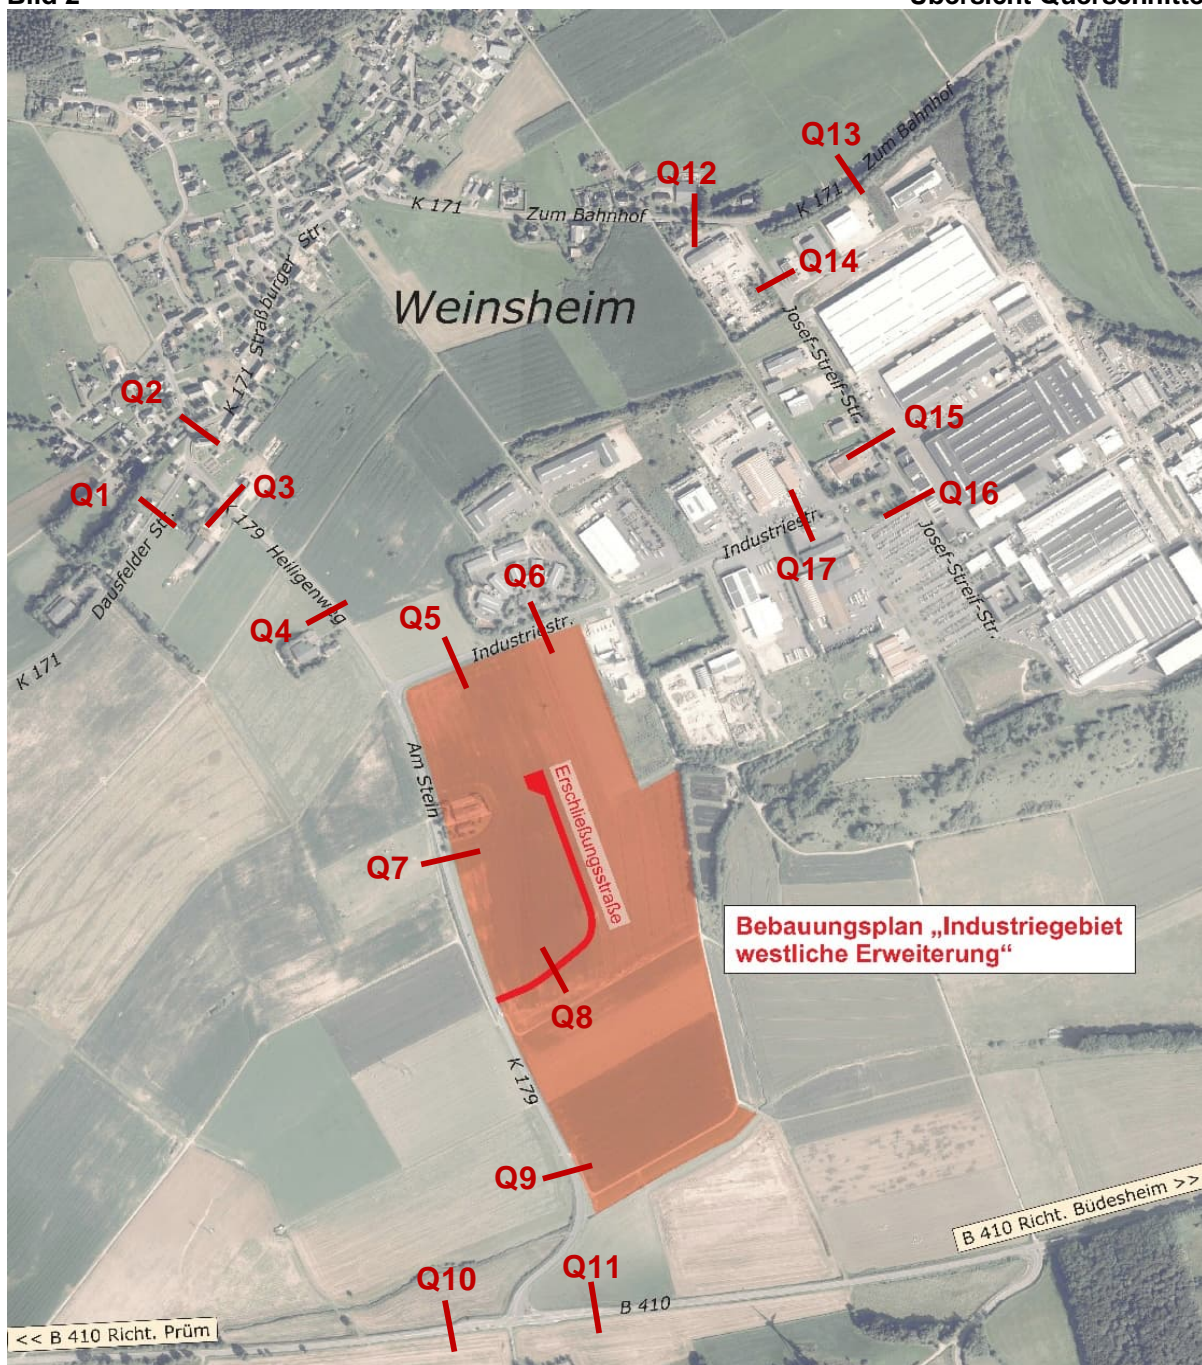 Bild 2
Übersicht Querschnitte
Q13
Zum Bahnhof
Q12
K 171
K 171
Zum Bahnhof
Q14
K 171 Straßburger Str.
Weinsheim
Josef-Streif-Str.
Q2
Q15
Q1
Q3
Q16
K 179 Heiligenweg
Dausfelder Str.
Industriestr.
Josef-Streif-Str.
Q17
Q6
Q5
Q4
Industriestr.
K 171
Am Stein
Erschließungsstraße
Q7
Bebauungsplan „Industriegebiet
westliche Erweiterung“
Q8
K 179
Q9
B 410 Richt. Büdesheim >>
Q10
Q11
B 410
<< B 410 Richt. Prüm